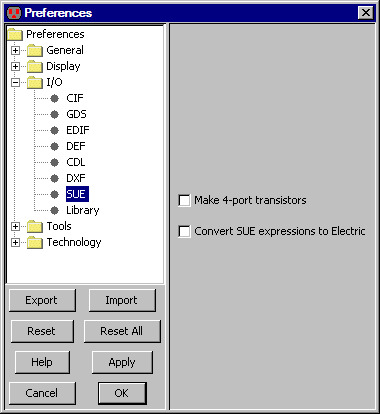 Preferences
Preferences
General
Display
I/O
CIF
GDS
EDIF
DEF
CDL
DXF
SUE
Library
Tools
Technology
Make 4-port transistors
Convert SUE expressions to Electric
Export Import
Reset Reset All
Help Apply
Cancel OK